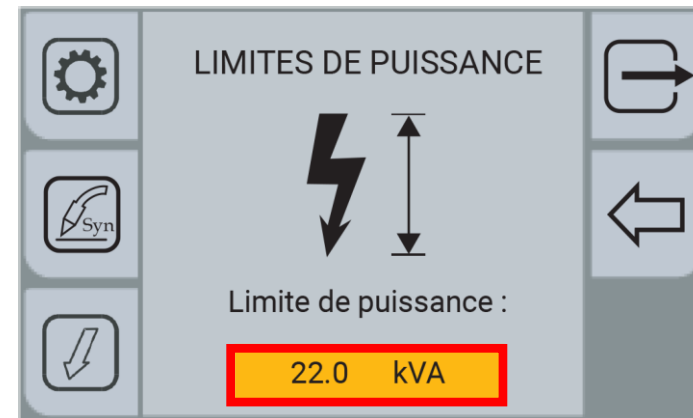 LIMITES DE PUISSANCE
Syn
Limite de puissance :
22.0 kVA